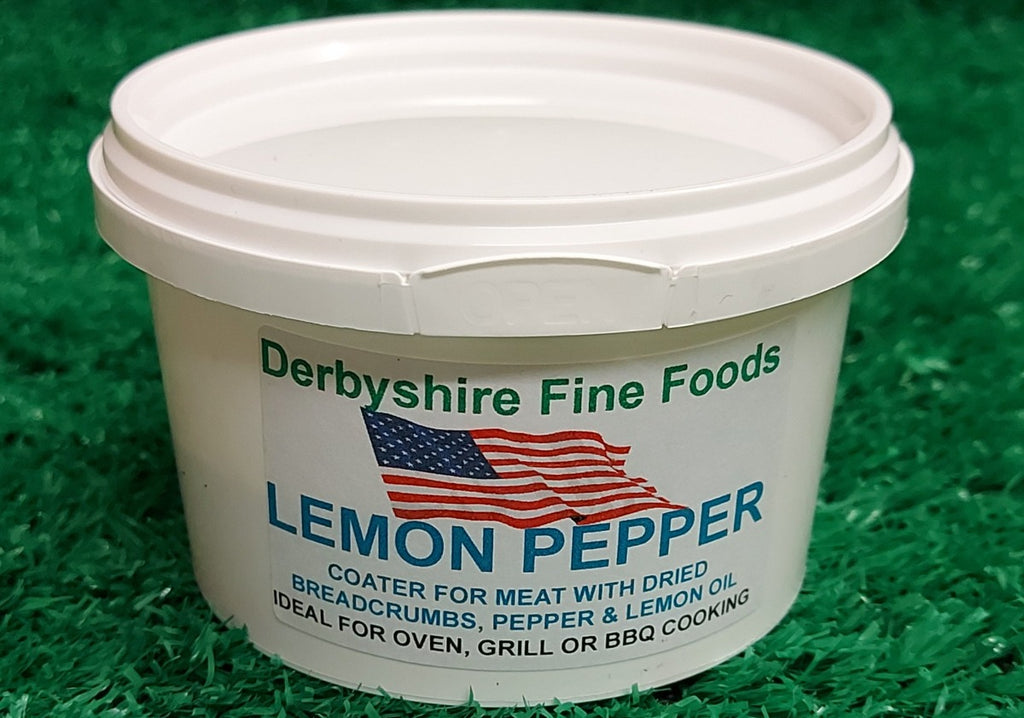 OPEN
Derbyshire Fine Foods
LEMON PEPPER
COATER FOR MEAT WITH DRIED
BREADCRUMBS, PEPPER & LEMON OIL
IDEAL FOR OVEN, GRILL OR BBQ COOKING